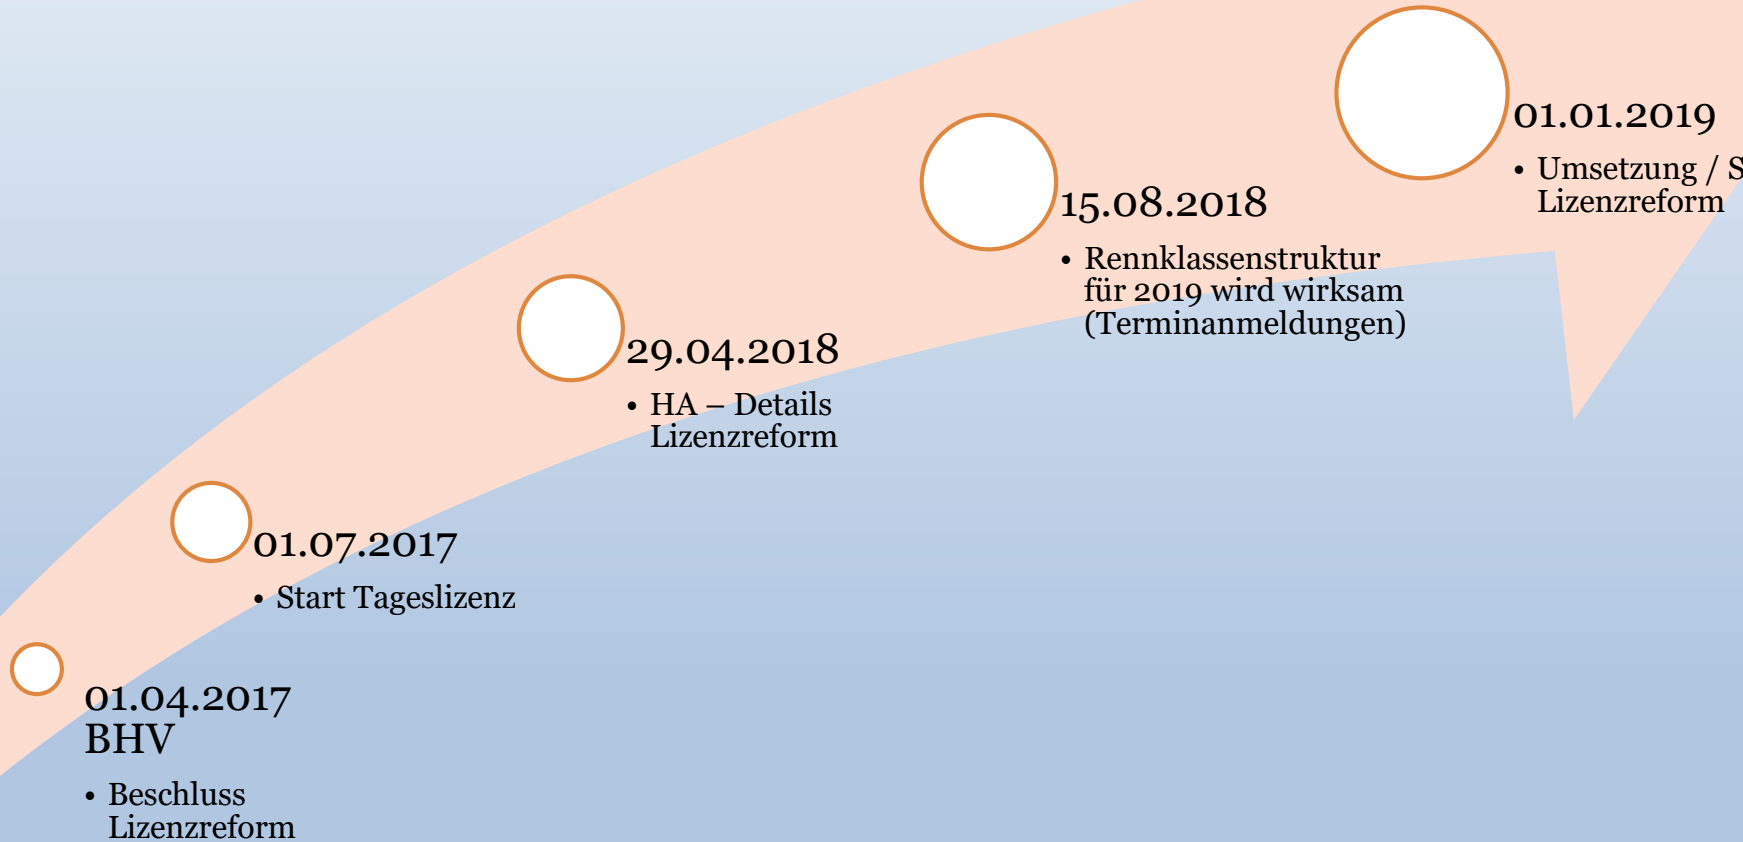 01.04.2017
BHV
• Beschluss
Lizenzreform
01.07.2017
• Start Tageslizenz
29.04.2018
• HA – Details
Lizenzreform
15.08.2018
• Rennklassenstruktur
für 2019 wird wirksam
(Terminanmeldungen)
01.01.2019
• Umsetzung /
Lizenzreform